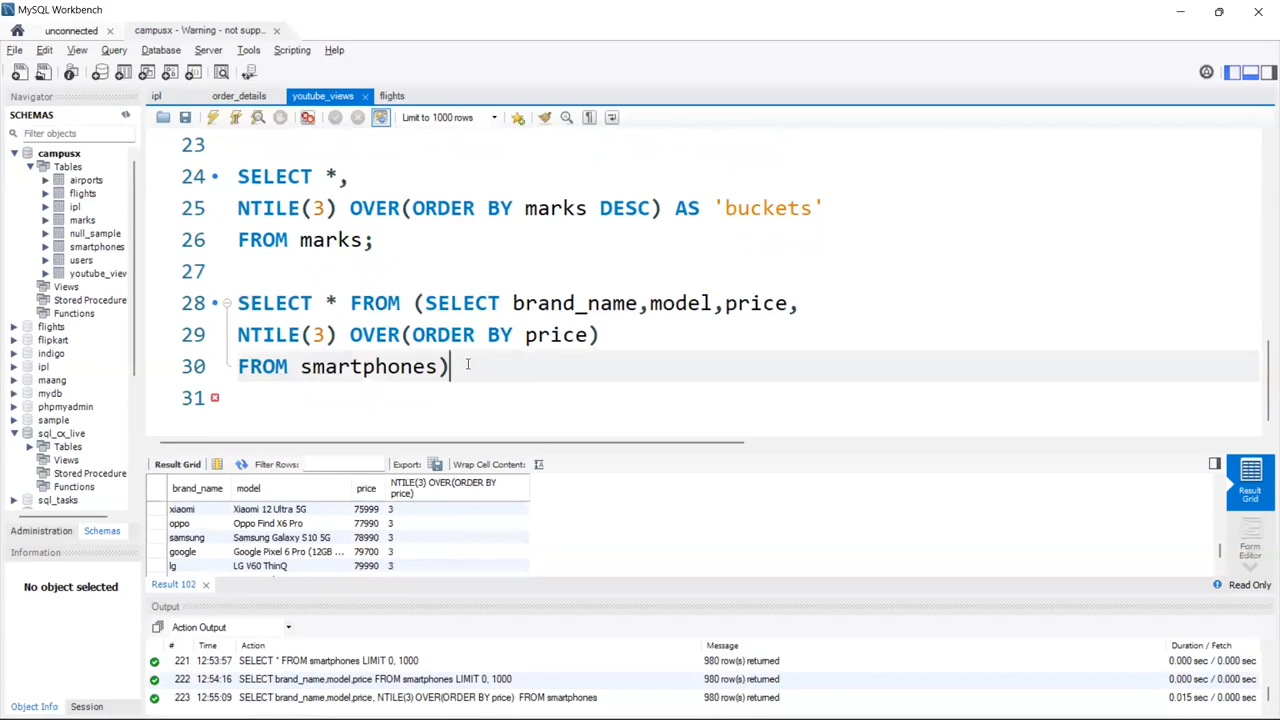 MySQL Workbench
unconnected × campusx - Warning - not supp... ×
File Edit View Query Database Server Tools Scripting Help
Navigator ipl order_details youtube_views × flights
SCHEMAS
Limit to 1000 rows
Filter objects
campusx
Tables
airports
flights
ipl
marks
null_sample
smartphones
users
youtube_view
Views
Stored Procedure
Functions
flights
flipkart
indigo
ipl
maang
mydb
phpmyadmin
sample
sql_cx_live
Tables
Views
Stored Procedure
Functions
sql_tasks
Administration Schemas
Information
No object selected
Object Info Session
23
24 SELECT *,
25 NTILE(3) OVER(ORDER BY marks DESC) AS 'buckets'
26 FROM marks;
27
28 SELECT * FROM (SELECT brand_name,model,price,
29 NTILE(3) OVER(ORDER BY price)
30 FROM smartphones)
31
Result Grid Filter Rows: Export: Wrap Cell Content:
brand_name model price NTILE(3) OVER(ORDER BY price)
xiaomi Xiaomi 12 Ultra 5G 75999 3
oppo Oppo Find X6 Pro 77990 3
samsung Samsung Galaxy S10 5G 78990 3
google Google Pixel 6 Pro (12GB ... 79700 3
lg LG V60 ThinQ 79990 3
Result Grid
Form Editor
Result 102 × Read Only
Output
Action Output
# Time Action Message Duration / Fetch
221 12:53:57 SELECT * FROM smartphones LIMIT 0, 1000 980 row(s) returned 0.000 sec / 0.000 sec
222 12:54:16 SELECT brand_name,model,price FROM smartphones LIMIT 0, 1000 980 row(s) returned 0.000 sec / 0.000 sec
223 12:55:09 SELECT brand_name,model,price, NTILE(3) OVER(ORDER BY price) FROM smartphones 980 row(s) returned 0.015 sec / 0.000 sec